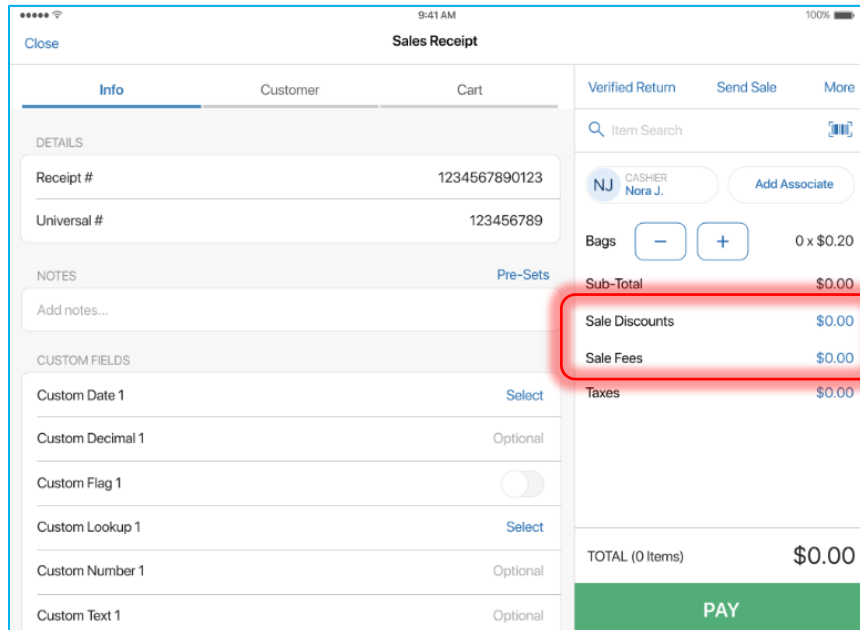 9:41 AM
100%
Close
Sales Receipt
Info
Customer
Cart
DETAILS
Receipt #
1234567890123
Universal #
123456789
NOTES
Pre-Sets
Add notes...
CUSTOM FIELDS
Custom Date 1
Select
Custom Decimal 1
Optional
Custom Flag 1
Custom Lookup 1
Select
Custom Number 1
Optional
Custom Text 1
Optional
Verified Return
Send Sale
More
Item Search
NJ
CASHIER
Nora J.
Add Associate
Bags
−
+
0 x $0.20
Sub-Total
$0.00
Sale Discounts
$0.00
Sale Fees
$0.00
Taxes
$0.00
TOTAL (0 Items)
$0.00
PAY